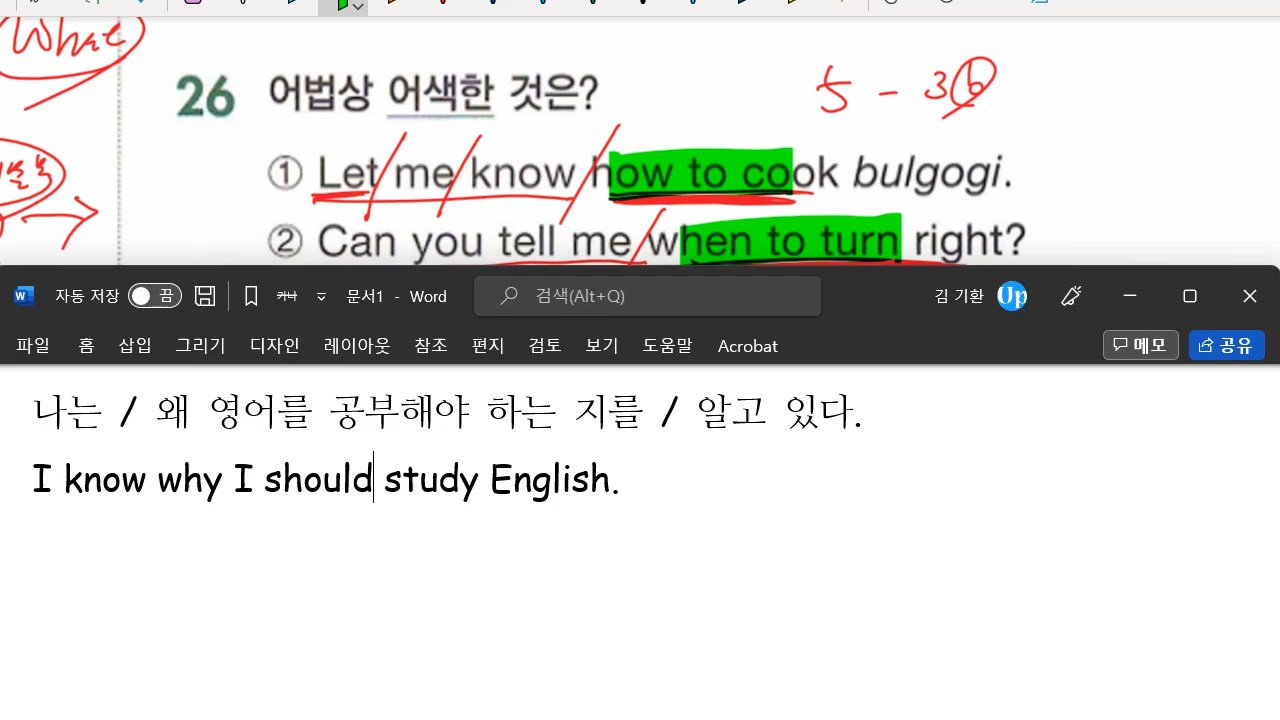 What
26 어법상 어색한 것은? 5 - 36
① Let me know how to cook bulgogi.
② Can you tell me when to turn right?
자동 저장 끔 가나 문서1 - Word 검색(Alt+Q) 김 기환 Up
파일 홈 삽입 그리기 디자인 레이아웃 참조 편지 검토 보기 도움말 Acrobat 메모 공유
나는 / 왜 영어를 공부해야 하는 지를 / 알고 있다.
I know why I should study English.